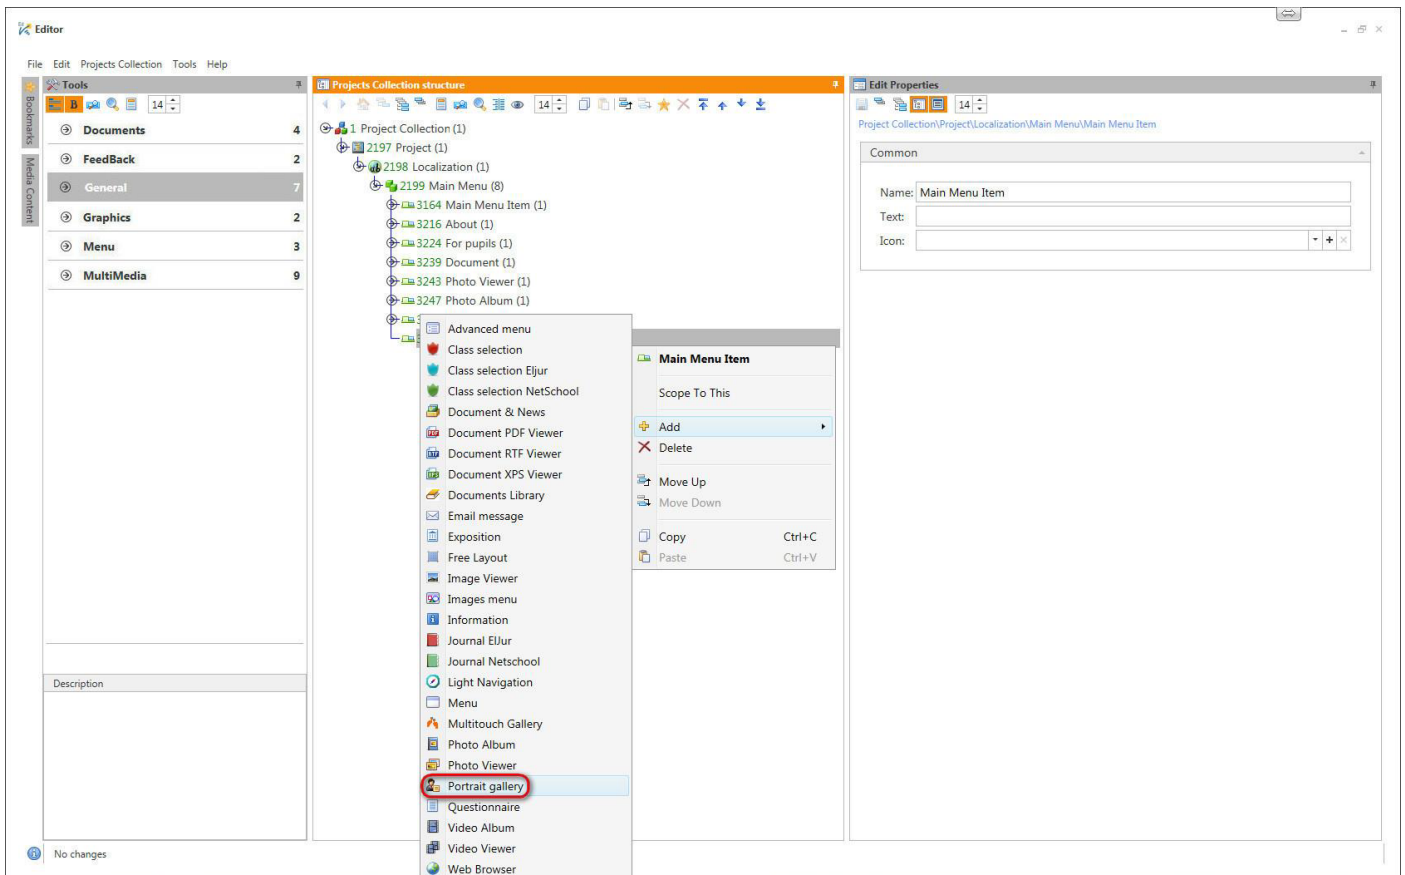 Editor
File Edit Projects Collection Tools Help
Bookmarks
Media Content
Tools
B 14
Documents 4
FeedBack 2
General 7
Graphics 2
Menu 3
MultiMedia 9
Description
No changes
Projects Collection structure
14
1 Project Collection (1)
2197 Project (1)
2198 Localization (1)
2199 Main Menu (8)
3164 Main Menu Item (1)
3216 About (1)
3224 For pupils (1)
3239 Document (1)
3243 Photo Viewer (1)
3247 Photo Album (1)
Advanced menu
Class selection
Class selection Eljur
Class selection NetSchool
Document & News
Document PDF Viewer
Document RTF Viewer
Document XPS Viewer
Documents Library
Email message
Exposition
Free Layout
Image Viewer
Images menu
Information
Journal ElJur
Journal Netschool
Light Navigation
Menu
Multitouch Gallery
Photo Album
Photo Viewer
Portrait gallery
Questionnaire
Video Album
Video Viewer
Web Browser
Main Menu Item
Scope To This
Add
Delete
Move Up
Move Down
Copy Ctrl+C
Paste Ctrl+V
Edit Properties
14
Project Collection\Project\Localization\Main Menu\Main Menu Item
Common
Name: Main Menu Item
Text:
Icon: